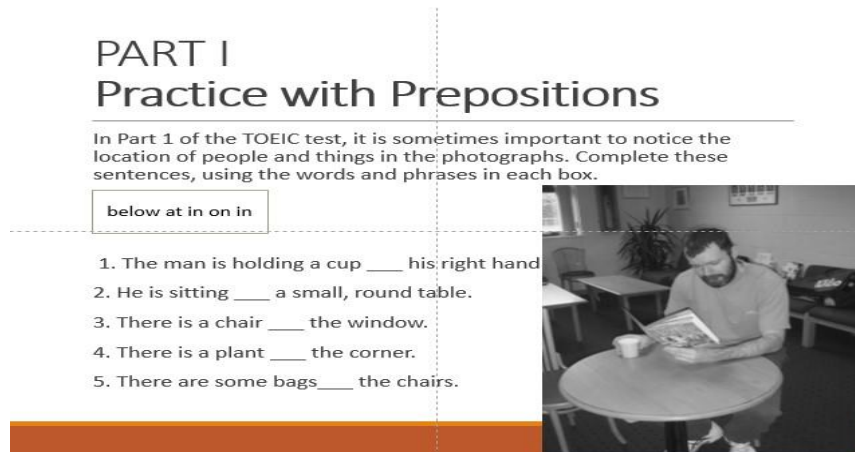 PART I
Practice with Prepositions
In Part 1 of the TOEIC test, it is sometimes important to notice the
location of people and things in the photographs. Complete these
sentences, using the words and phrases in each box.
below at in on in
1. The man is holding a cup ___ his right hand
2. He is sitting ___ a small, round table.
3. There is a chair ___ the window.
4. There is a plant ___ the corner.
5. There are some bags___ the chairs.